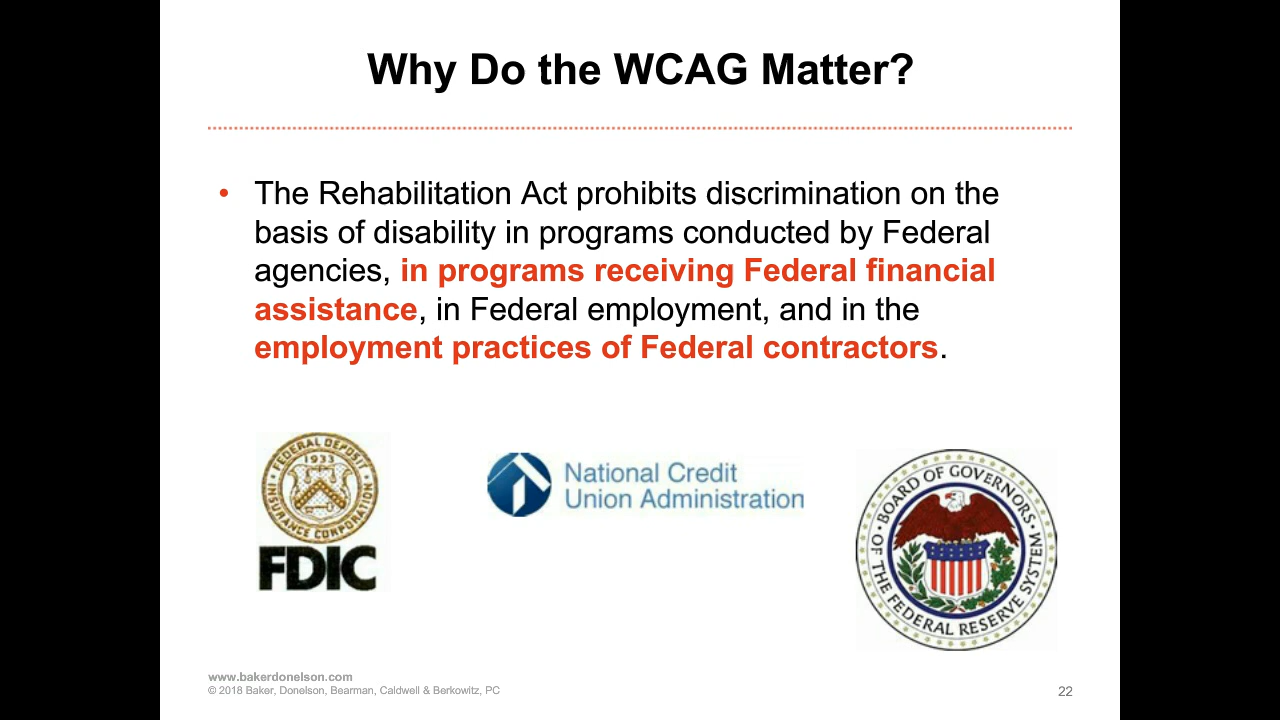 Why Do the WCAG Matter?
• The Rehabilitation Act prohibits discrimination on the
basis of disability in programs conducted by Federal
agencies, in programs receiving Federal financial
assistance, in Federal employment, and in the
employment practices of Federal contractors.
FEDERAL DEPOSIT
INSURANCE CORPORATION
1933
FDIC
National Credit
Union Administration
BOARD OF GOVERNORS
OF THE FEDERAL RESERVE SYSTEM
www.bakerdonelson.com
© 2018 Baker, Donelson, Bearman, Caldwell & Berkowitz, PC
22